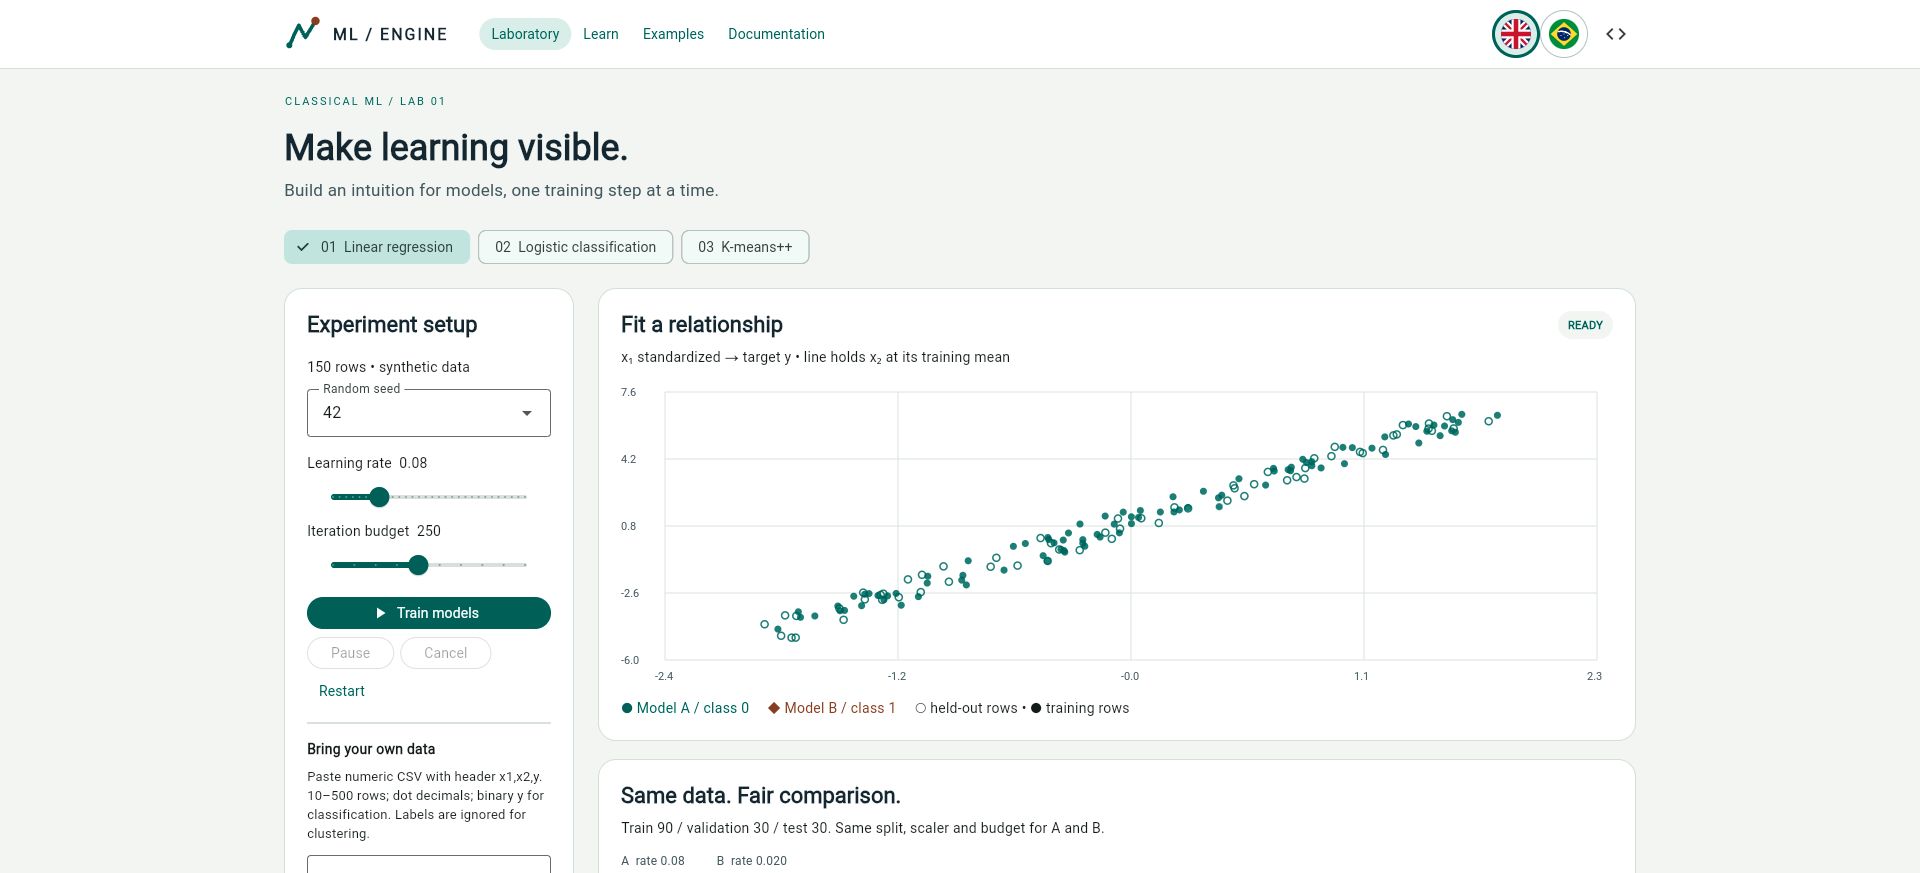 ML / ENGINE
Laboratory
Learn
Examples
Documentation
CLASSICAL ML / LAB 01
Make learning visible.
Build an intuition for models, one training step at a time.
01 Linear regression
02 Logistic classification
03 K-means++
Experiment setup
150 rows • synthetic data
Random seed
42
Learning rate 0.08
Iteration budget 250
Train models
Pause
Cancel
Restart
Bring your own data
Paste numeric CSV with header x1,x2,y.
10–500 rows; dot decimals; binary y for
classification. Labels are ignored for
clustering.
Fit a relationship
READY
x₁ standardized → target y • line holds x₂ at its training mean
7.6
4.2
0.8
-2.6
-6.0
-2.4
-1.2
-0.0
1.1
2.3
Model A / class 0
Model B / class 1
held-out rows •
training rows
Same data. Fair comparison.
Train 90 / validation 30 / test 30. Same split, scaler and budget for A and B.
A rate 0.08
B rate 0.020